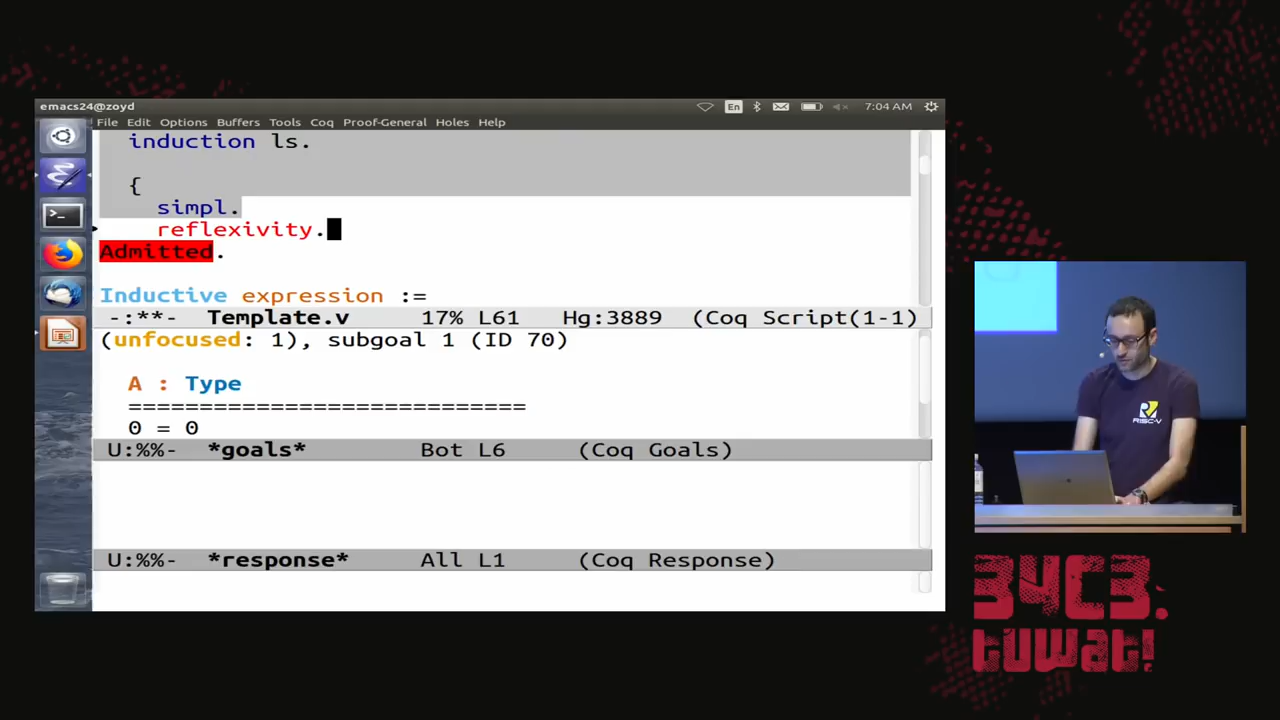 emacs24@zoyd
En
7:04 AM
File Edit Options Buffers Tools Coq Proof-General Holes Help
induction ls.
{
simpl.
reflexivity.
Admitted.
Inductive expression :=
-:**- Template.v 17% L61 Hg:3889 (Coq Script(1-1)
(unfocused: 1), subgoal 1 (ID 70)
A : Type
============================
0 = 0
U:%%- *goals* Bot L6 (Coq Goals)
U:%%- *response* All L1 (Coq Response)
RISC-V
34C3.
tuwat!